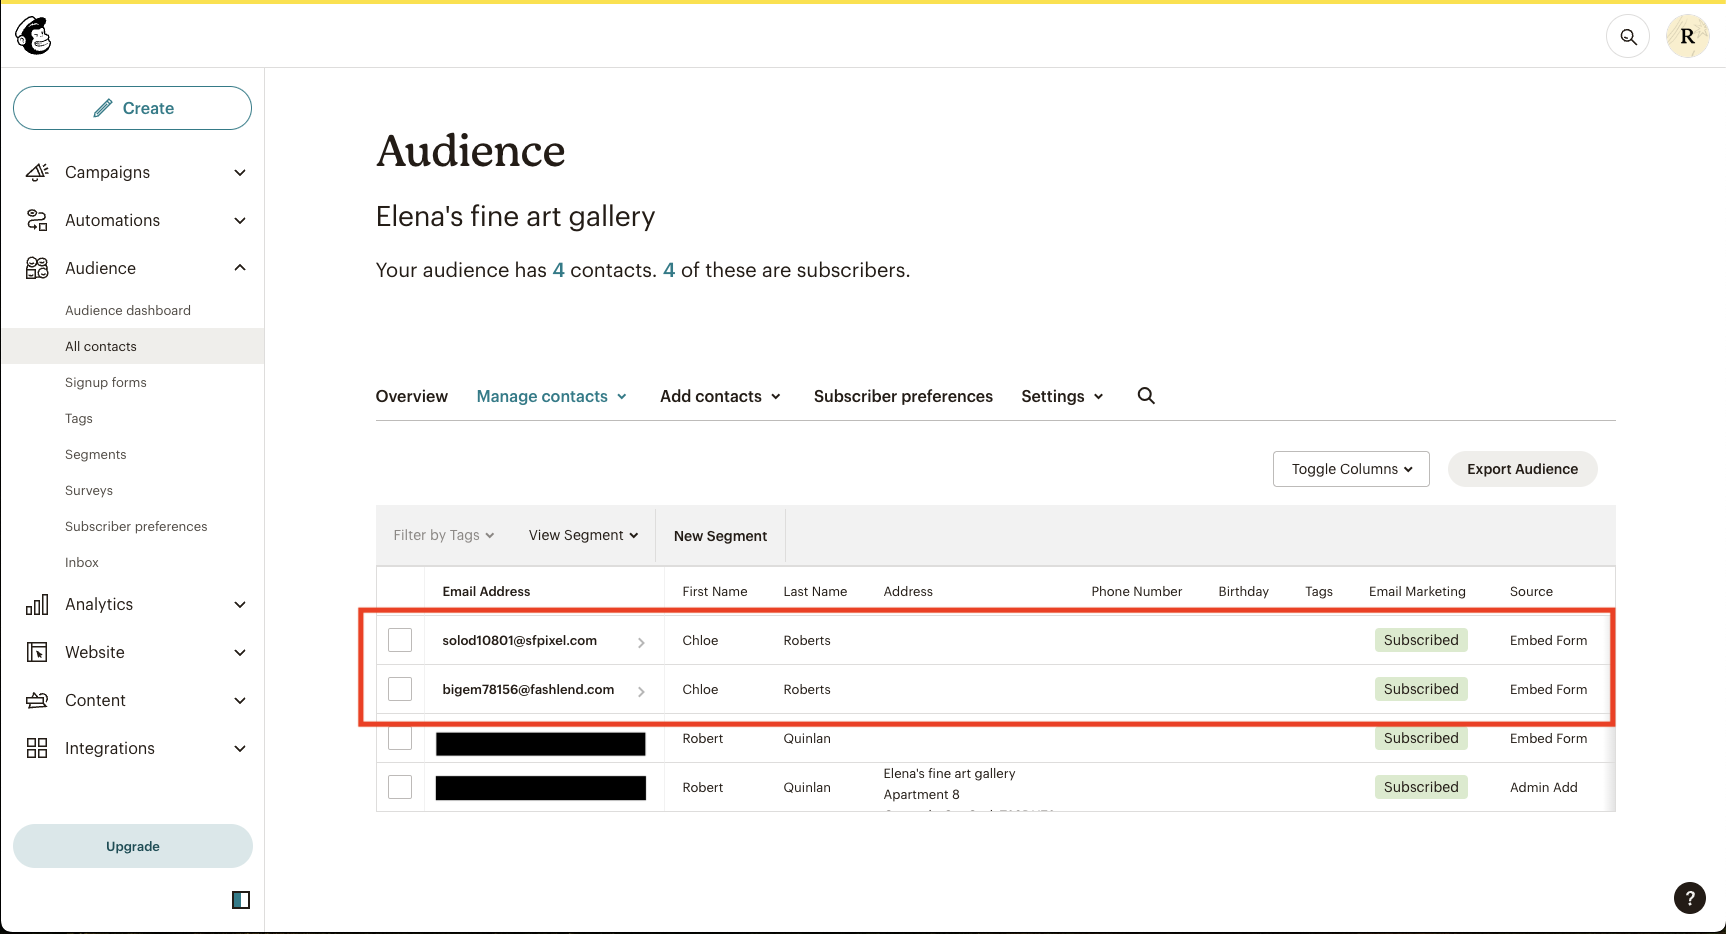 R
Create
Campaigns
Automations
Audience
Audience dashboard
All contacts
Signup forms
Tags
Segments
Surveys
Subscriber preferences
Inbox
Analytics
Website
Content
Integrations
Upgrade
Audience
Elena's fine art gallery
Your audience has 4 contacts. 4 of these are subscribers.
Overview Manage contacts Add contacts Subscriber preferences Settings
Toggle Columns Export Audience
Filter by Tags View Segment New Segment
Email Address First Name Last Name Address Phone Number Birthday Tags Email Marketing Source
solod10801@sfpixel.com Chloe Roberts Subscribed Embed Form
bigem78156@fashlend.com Chloe Roberts Subscribed Embed Form
Robert Quinlan Subscribed Embed Form
Robert Quinlan Elena's fine art gallery Subscribed Admin Add
Apartment 8
?